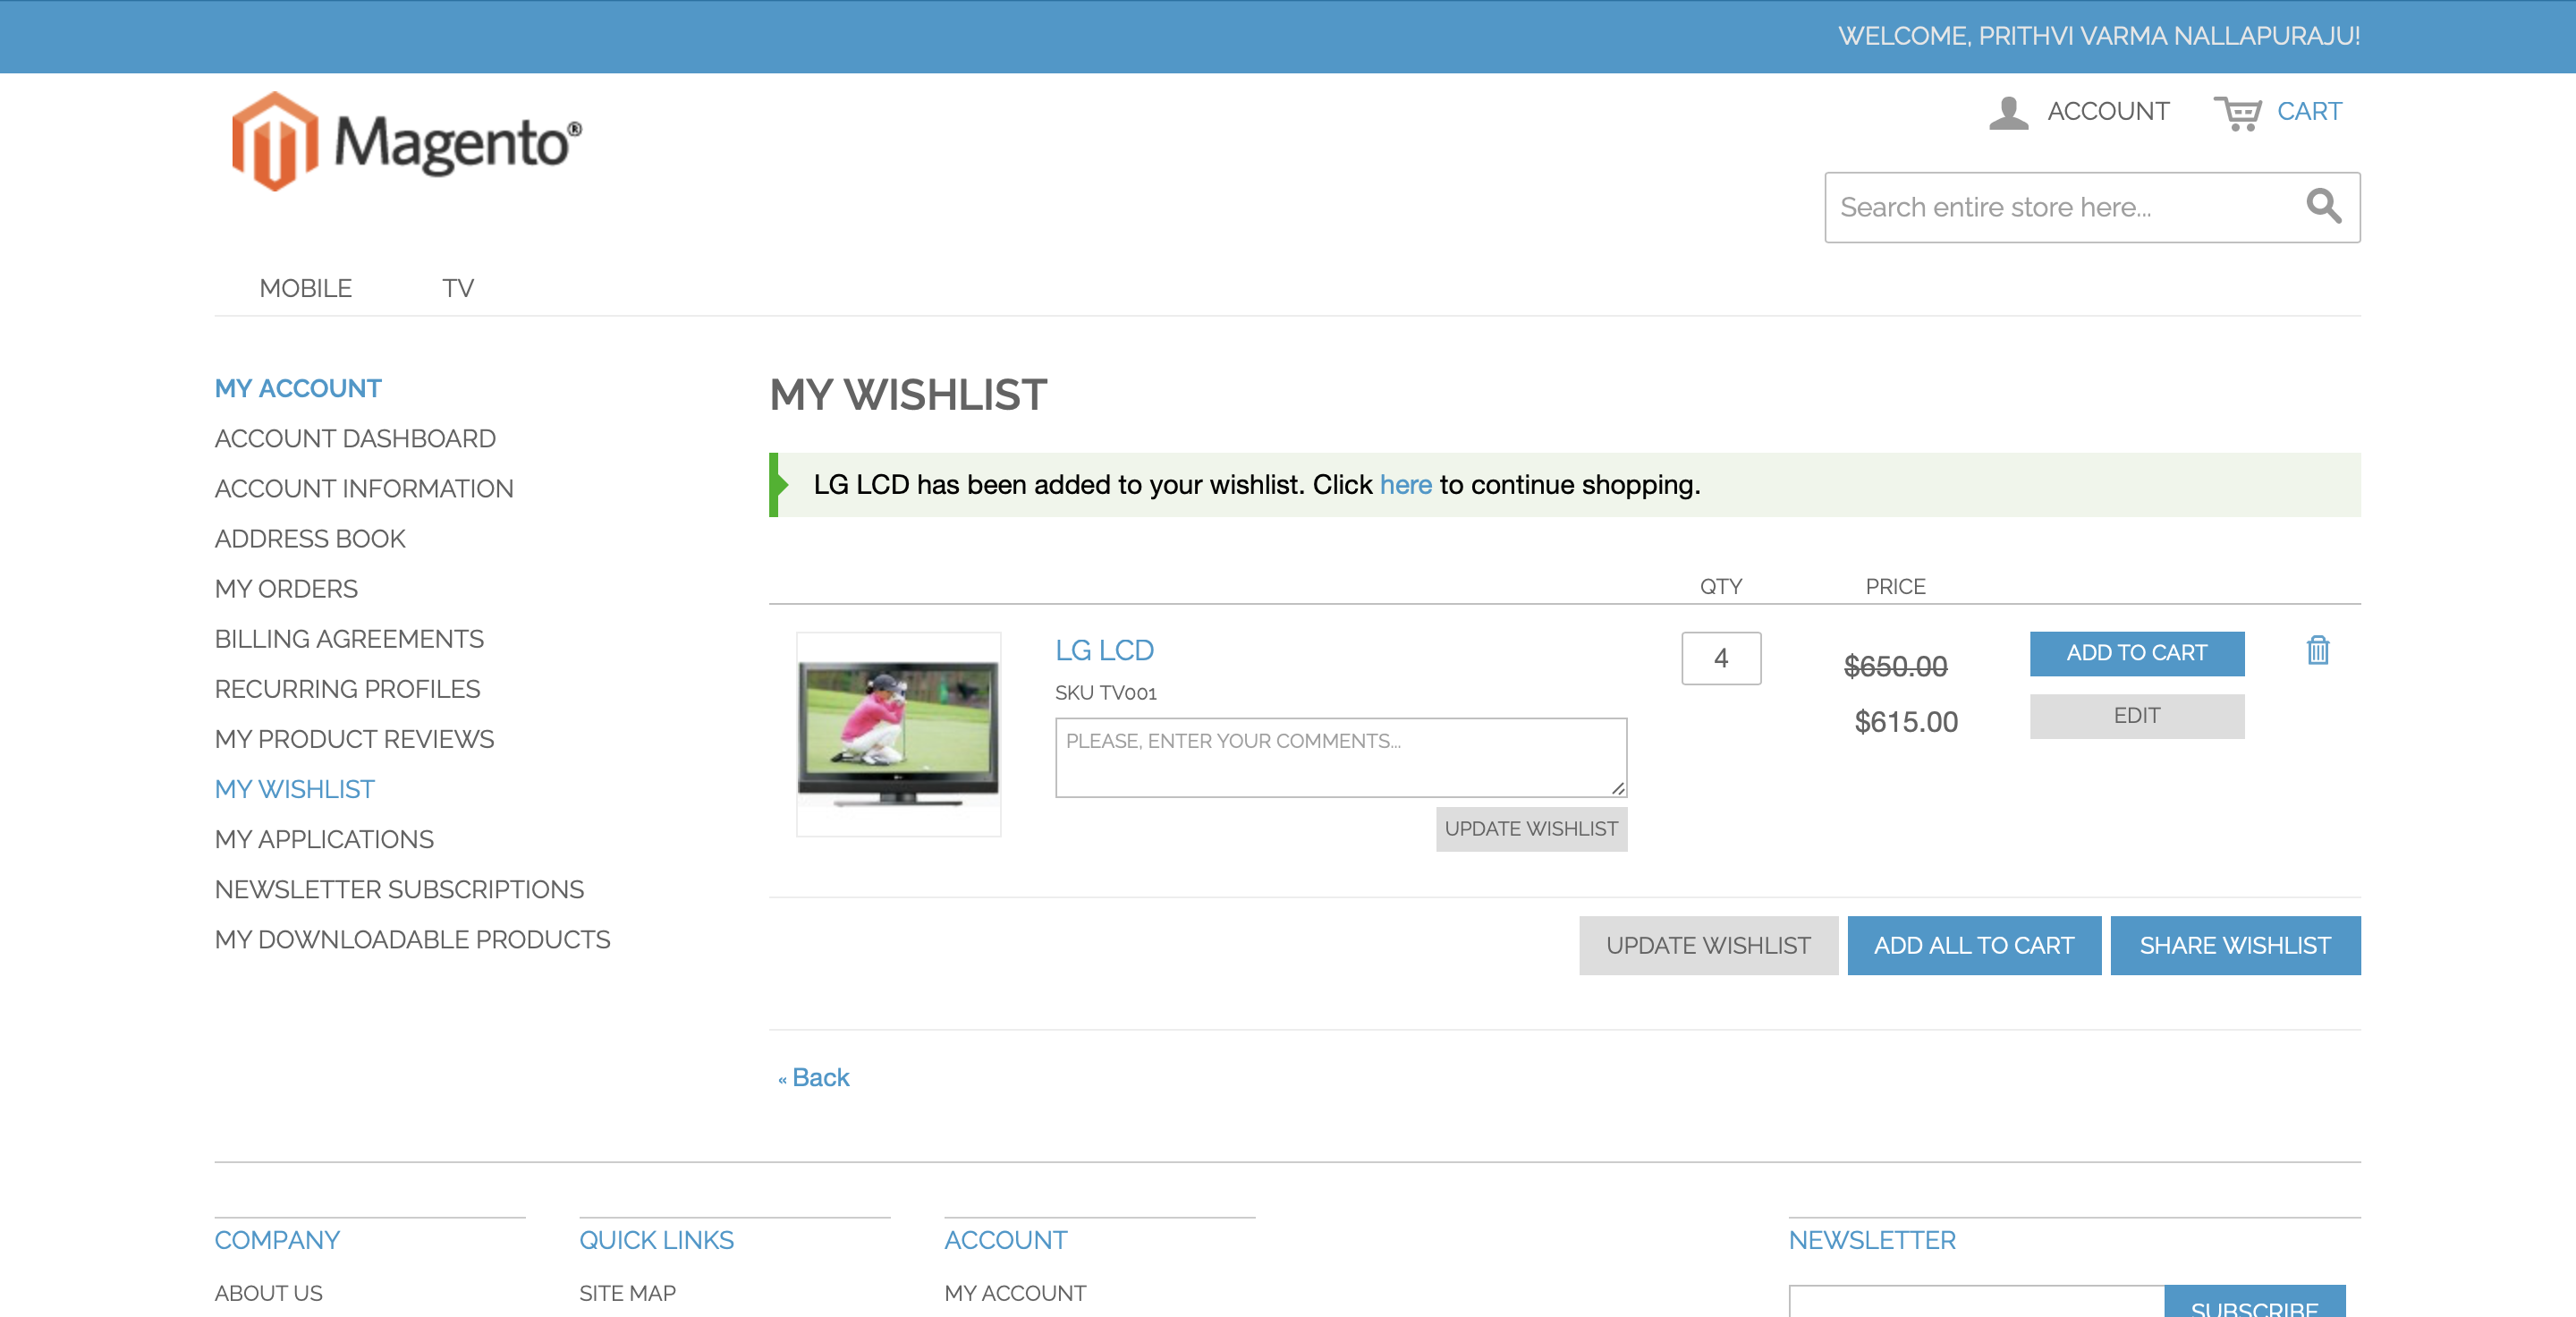 WELCOME, PRITHVI VARMA NALLAPURAJU!
Magento®
ACCOUNT
CART
Search entire store here...
MOBILE
TV
MY ACCOUNT
ACCOUNT DASHBOARD
ACCOUNT INFORMATION
ADDRESS BOOK
MY ORDERS
BILLING AGREEMENTS
RECURRING PROFILES
MY PRODUCT REVIEWS
MY WISHLIST
MY APPLICATIONS
NEWSLETTER SUBSCRIPTIONS
MY DOWNLOADABLE PRODUCTS
MY WISHLIST
LG LCD has been added to your wishlist. Click here to continue shopping.
QTY
PRICE
LG LCD
SKU TV001
PLEASE, ENTER YOUR COMMENTS...
UPDATE WISHLIST
4
$650.00
$615.00
ADD TO CART
EDIT
UPDATE WISHLIST
ADD ALL TO CART
SHARE WISHLIST
« Back
COMPANY
ABOUT US
QUICK LINKS
SITE MAP
ACCOUNT
MY ACCOUNT
NEWSLETTER
SUBSCRIBE